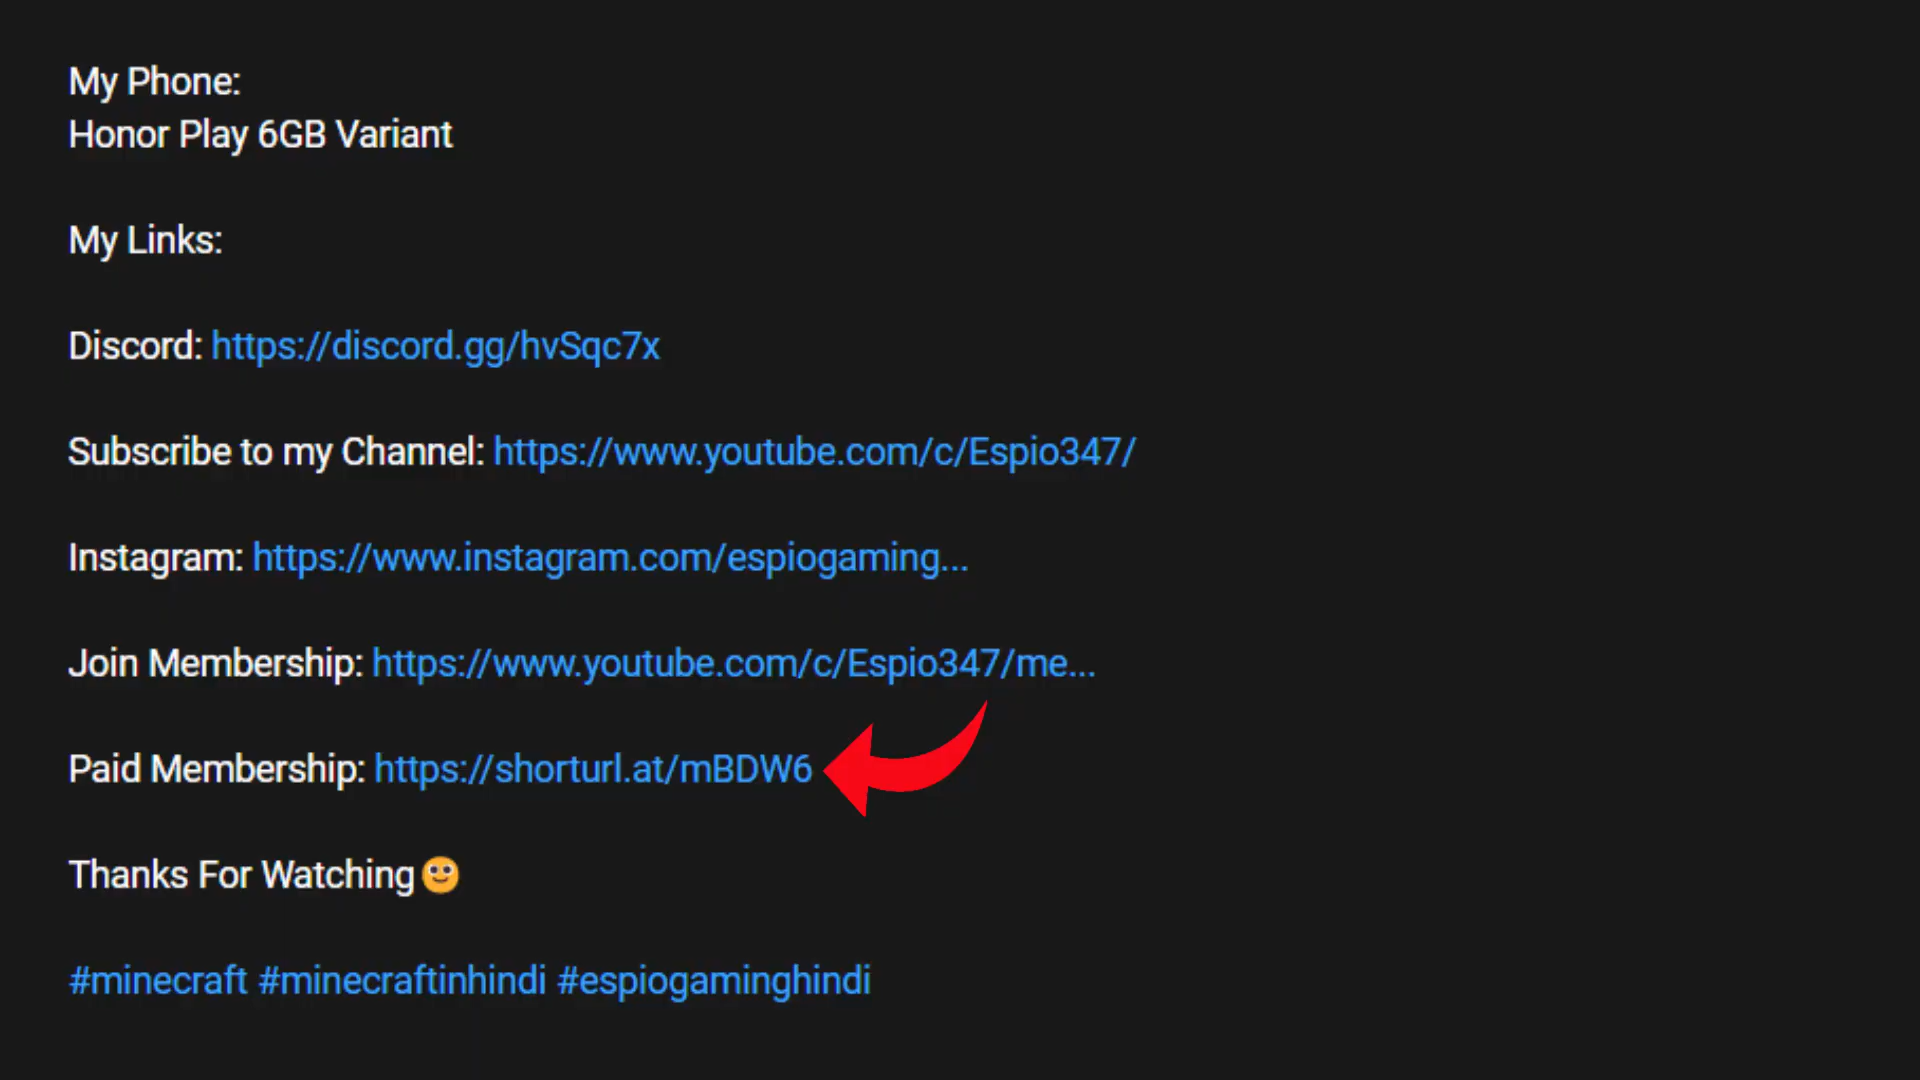 My Phone:
Honor Play 6GB Variant
My Links:
Discord: https://discord.gg/hvSqc7x
Subscribe to my Channel: https://www.youtube.com/c/Espio347/
Instagram: https://www.instagram.com/espiogaming...
Join Membership: https://www.youtube.com/c/Espio347/me...
Paid Membership: https://shorturl.at/mBDW6
Thanks For Watching🙂
#minecraft #minecraftinhindi #espiogaminghindi